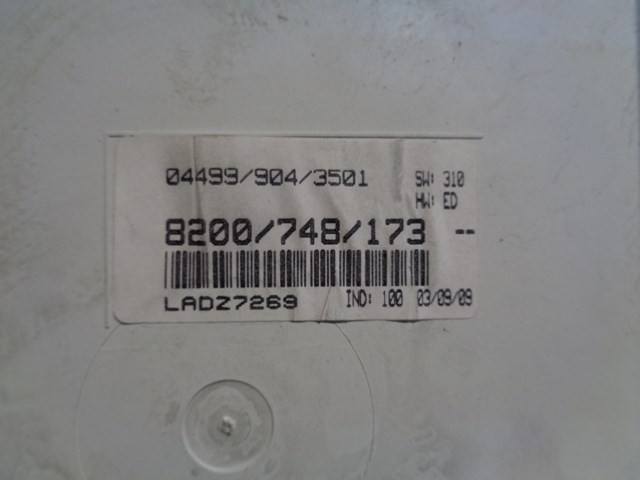 04499/904/3501 SW: 310
HW: ED
8200/748/173 --
LADZ7269 IND: 100 03/09/09